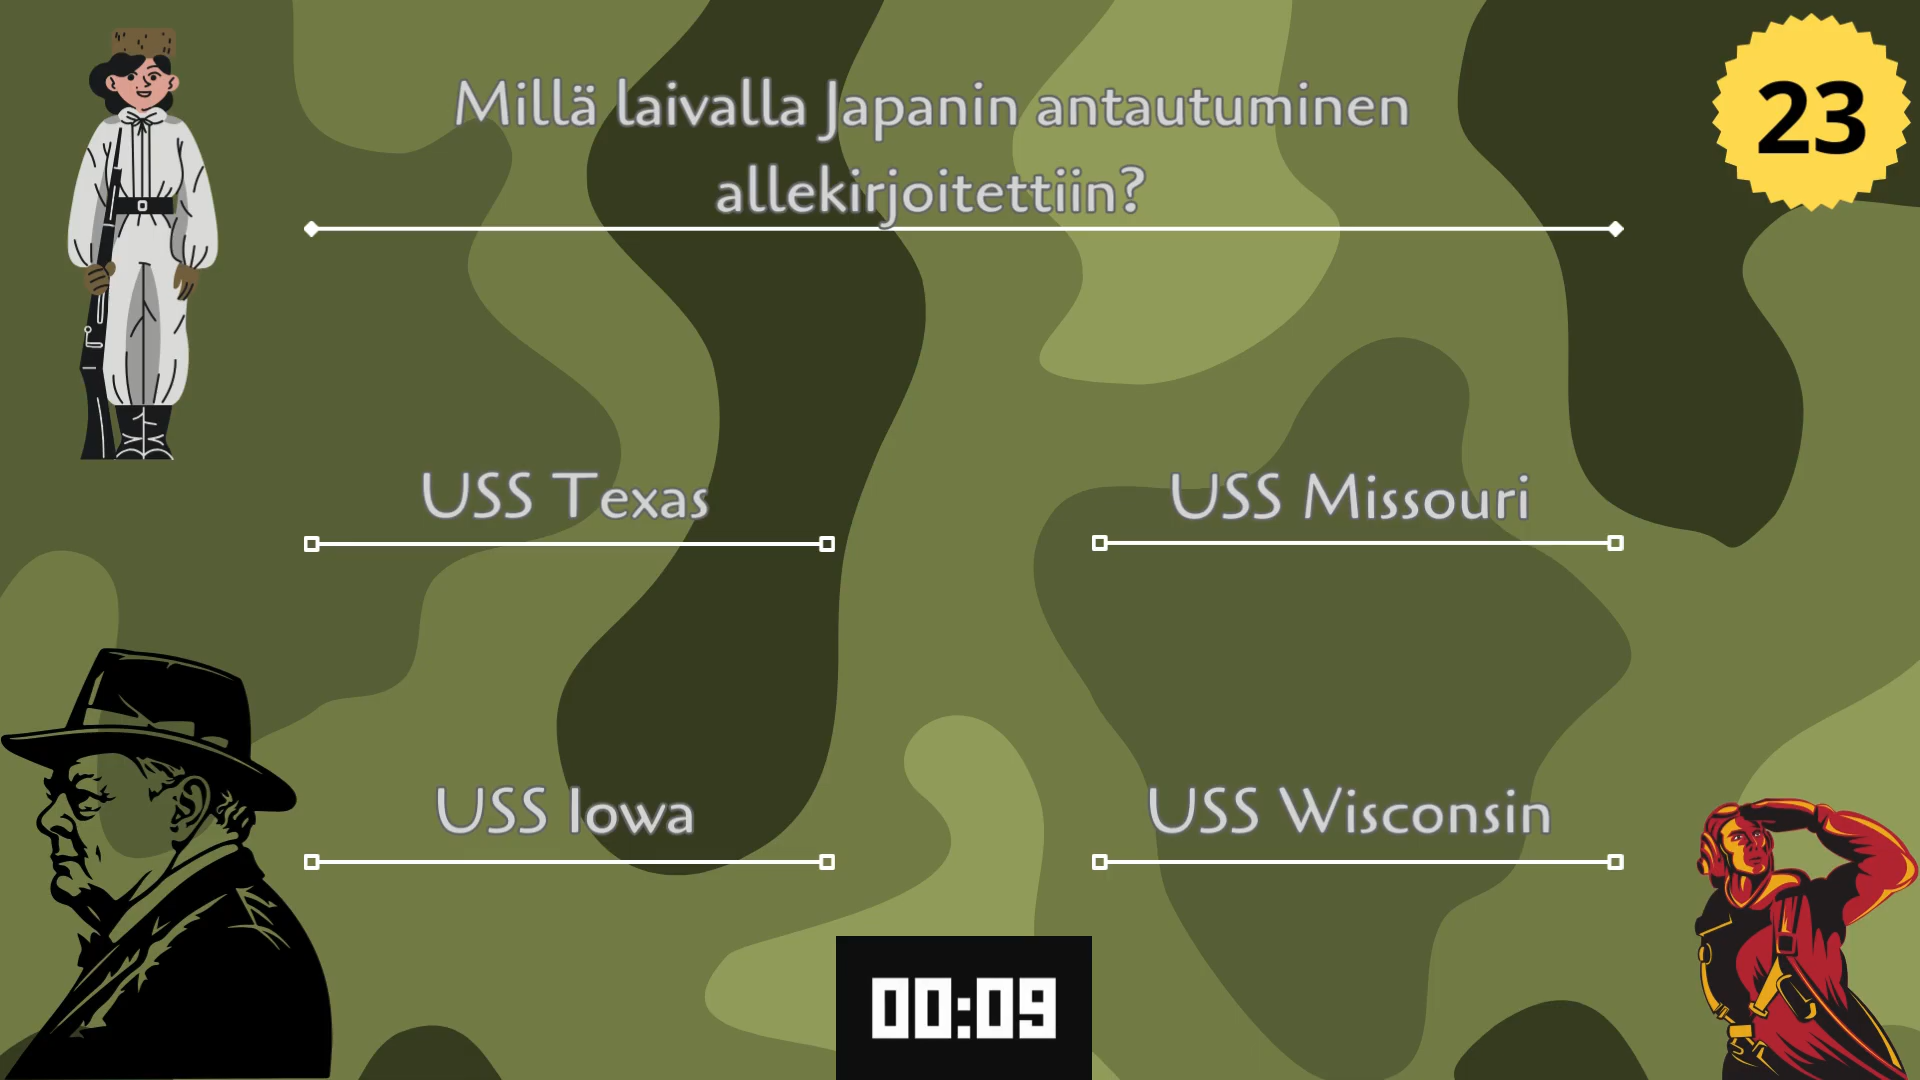 Millä laivalla Japanin antautuminen
allekirjoitettiin?
23
USS Texas
USS Missouri
USS Iowa
USS Wisconsin
00:09